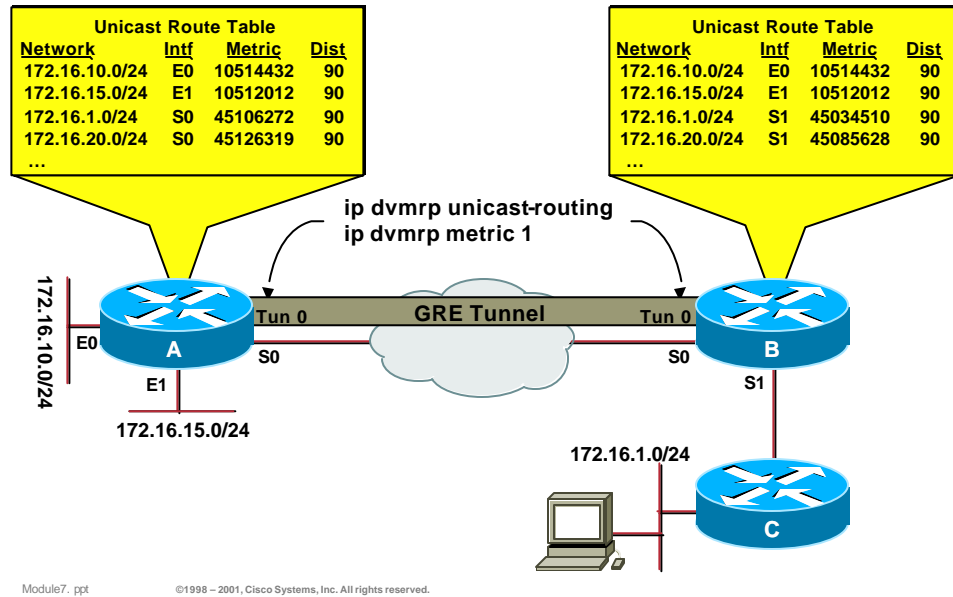 Unicast Route Table
Network Intf Metric Dist
172.16.10.0/24 E0 10514432 90
172.16.15.0/24 E1 10512012 90
172.16.1.0/24 S0 45106272 90
172.16.20.0/24 S0 45126319 90
...
Unicast Route Table
Network Intf Metric Dist
172.16.10.0/24 E0 10514432 90
172.16.15.0/24 E1 10512012 90
172.16.1.0/24 S1 45034510 90
172.16.20.0/24 S1 45085628 90
...
ip dvmrp unicast-routing
ip dvmrp metric 1
172.16.10.0/24
E0
A
Tun 0
GRE Tunnel
Tun 0
B
S0
S0
E1
S1
172.16.15.0/24
172.16.1.0/24
C
Module7. ppt
©1998 – 2001, Cisco Systems, Inc. All rights reserved.